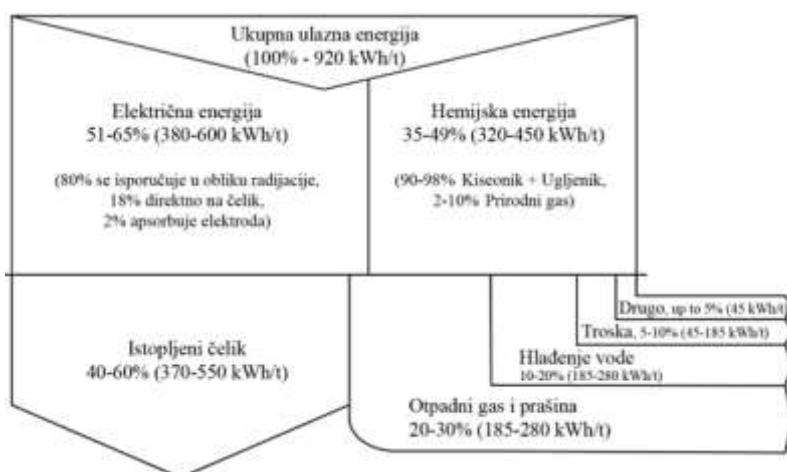 Ukupna ulazna energija
(100% - 920 kWh/t)
Električna energija
51-65% (380-600 kWh/t)
(80% se isporučuje u obliku radijacije,
18% direktno na čelik,
2% apsorbuje elektroda)
Hemijska energija
35-49% (320-450 kWh/t)
(90-98% Kiseonik + Ugljenik,
2-10% Prirodni gas)
Istopljeni čelik
40-60% (370-550 kWh/t)
Drugo, up to 5% (45 kWh/t)
Troska, 5-10% (45-185 kWh/t)
Hlađenje vode
10-20% (185-280 kWh/t)
Otpadni gas i prašina
20-30% (185-280 kWh/t)